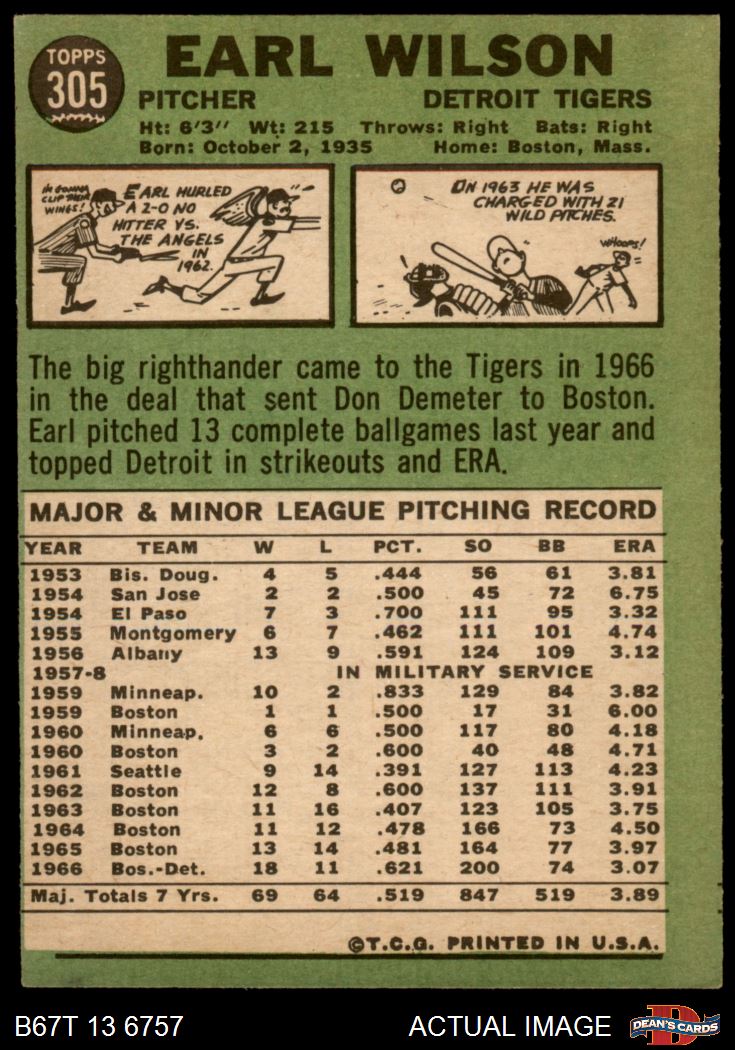 TOPPS
305
EARL WILSON
PITCHER DETROIT TIGERS
Ht: 6'3" Wt: 215 Throws: Right Bats: Right
Born: October 2, 1935 Home: Boston, Mass.
IM GONNA
CLIP THEM
WINGS!
EARL HURLED
A 2-0 NO
HITTER VS.
THE ANGELS
IN
1962.
IN 1963 HE WAS
CHARGED WITH 21
WILD PITCHES.
WHOOPS!
The big righthander came to the Tigers in 1966
in the deal that sent Don Demeter to Boston.
Earl pitched 13 complete ballgames last year and
topped Detroit in strikeouts and ERA.
MAJOR & MINOR LEAGUE PITCHING RECORD
YEAR TEAM W L PCT. SO BB ERA
1953 Bis. Doug. 4 5 .444 56 61 3.81
1954 San Jose 2 2 .500 45 72 6.75
1954 El Paso 7 3 .700 111 95 3.32
1955 Montgomery 6 7 .462 111 101 4.74
1956 Albany 13 9 .591 124 109 3.12
1957-8 IN MILITARY SERVICE
1959 Minneap. 10 2 .833 129 84 3.82
1959 Boston 1 1 .500 17 31 6.00
1960 Minneap. 6 6 .500 117 80 4.18
1960 Boston 3 2 .600 40 48 4.71
1961 Seattle 9 14 .391 127 113 4.23
1962 Boston 12 8 .600 137 111 3.91
1963 Boston 11 16 .407 123 105 3.75
1964 Boston 11 12 .478 166 73 4.50
1965 Boston 13 14 .481 164 77 3.97
1966 Bos.-Det. 18 11 .621 200 74 3.07
Maj. Totals 7 Yrs. 69 64 .519 847 519 3.89
©T.C.G. PRINTED IN U.S.A.
B67T 13 6757 ACTUAL IMAGE
D
DEAN'S CARDS